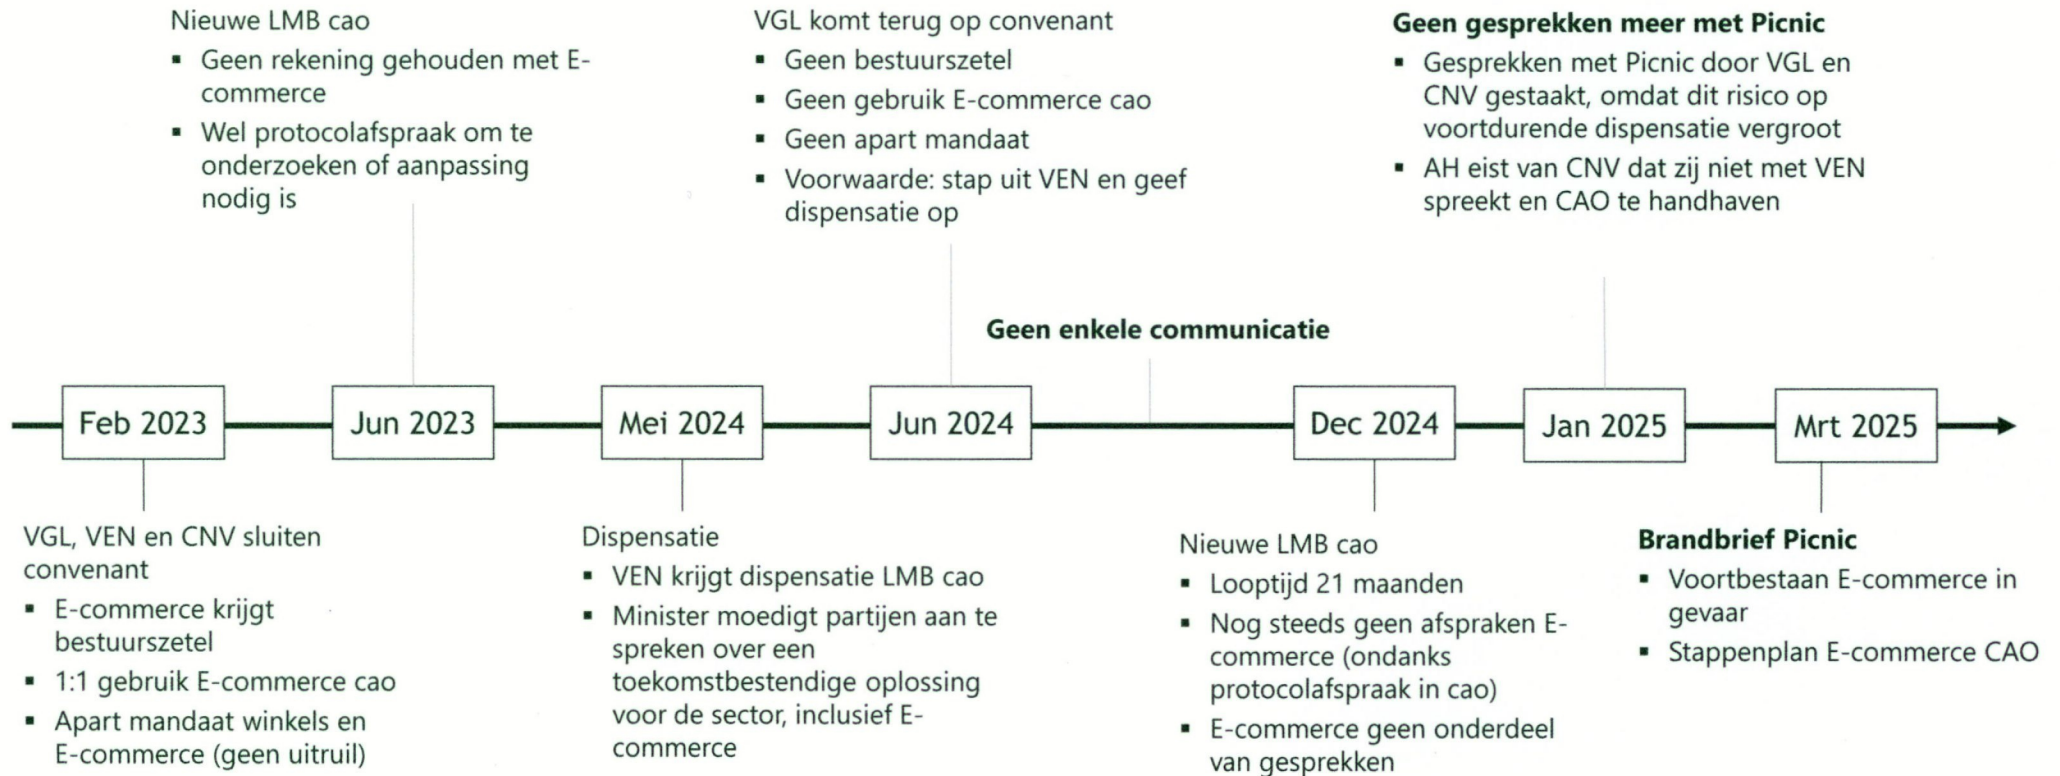 Nieuwe LMB cao
▪ Geen rekening gehouden met E-
commerce
▪ Wel protocolafspraak om te
onderzoeken of aanpassing
nodig is
VGL komt terug op convenant
▪ Geen bestuurszetel
▪ Geen gebruik E-commerce cao
▪ Geen apart mandaat
▪ Voorwaarde: stap uit VEN en geef
dispensatie op
Geen gesprekken meer met Picnic
▪ Gesprekken met Picnic door VGL en
CNV gestaakt, omdat dit risico op
voortdurende dispensatie vergroot
▪ AH eist van CNV dat zij niet met VEN
spreekt en CAO te handhaven
Geen enkele communicatie
Feb 2023
Jun 2023
Mei 2024
Jun 2024
Dec 2024
Jan 2025
Mrt 2025
VGL, VEN en CNV sluiten
convenant
▪ E-commerce krijgt
bestuurszetel
▪ 1:1 gebruik E-commerce cao
▪ Apart mandaat winkels en
E-commerce (geen uitruil)
Dispensatie
▪ VEN krijgt dispensatie LMB cao
▪ Minister moedigt partijen aan te
spreken over een
toekomstbestendige oplossing
voor de sector, inclusief E-
commerce
Nieuwe LMB cao
▪ Looptijd 21 maanden
▪ Nog steeds geen afspraken E-
commerce (ondanks
protocolafspraak in cao)
▪ E-commerce geen onderdeel
van gesprekken
Brandbrief Picnic
▪ Voortbestaan E-commerce in
gevaar
▪ Stappenplan E-commerce CAO